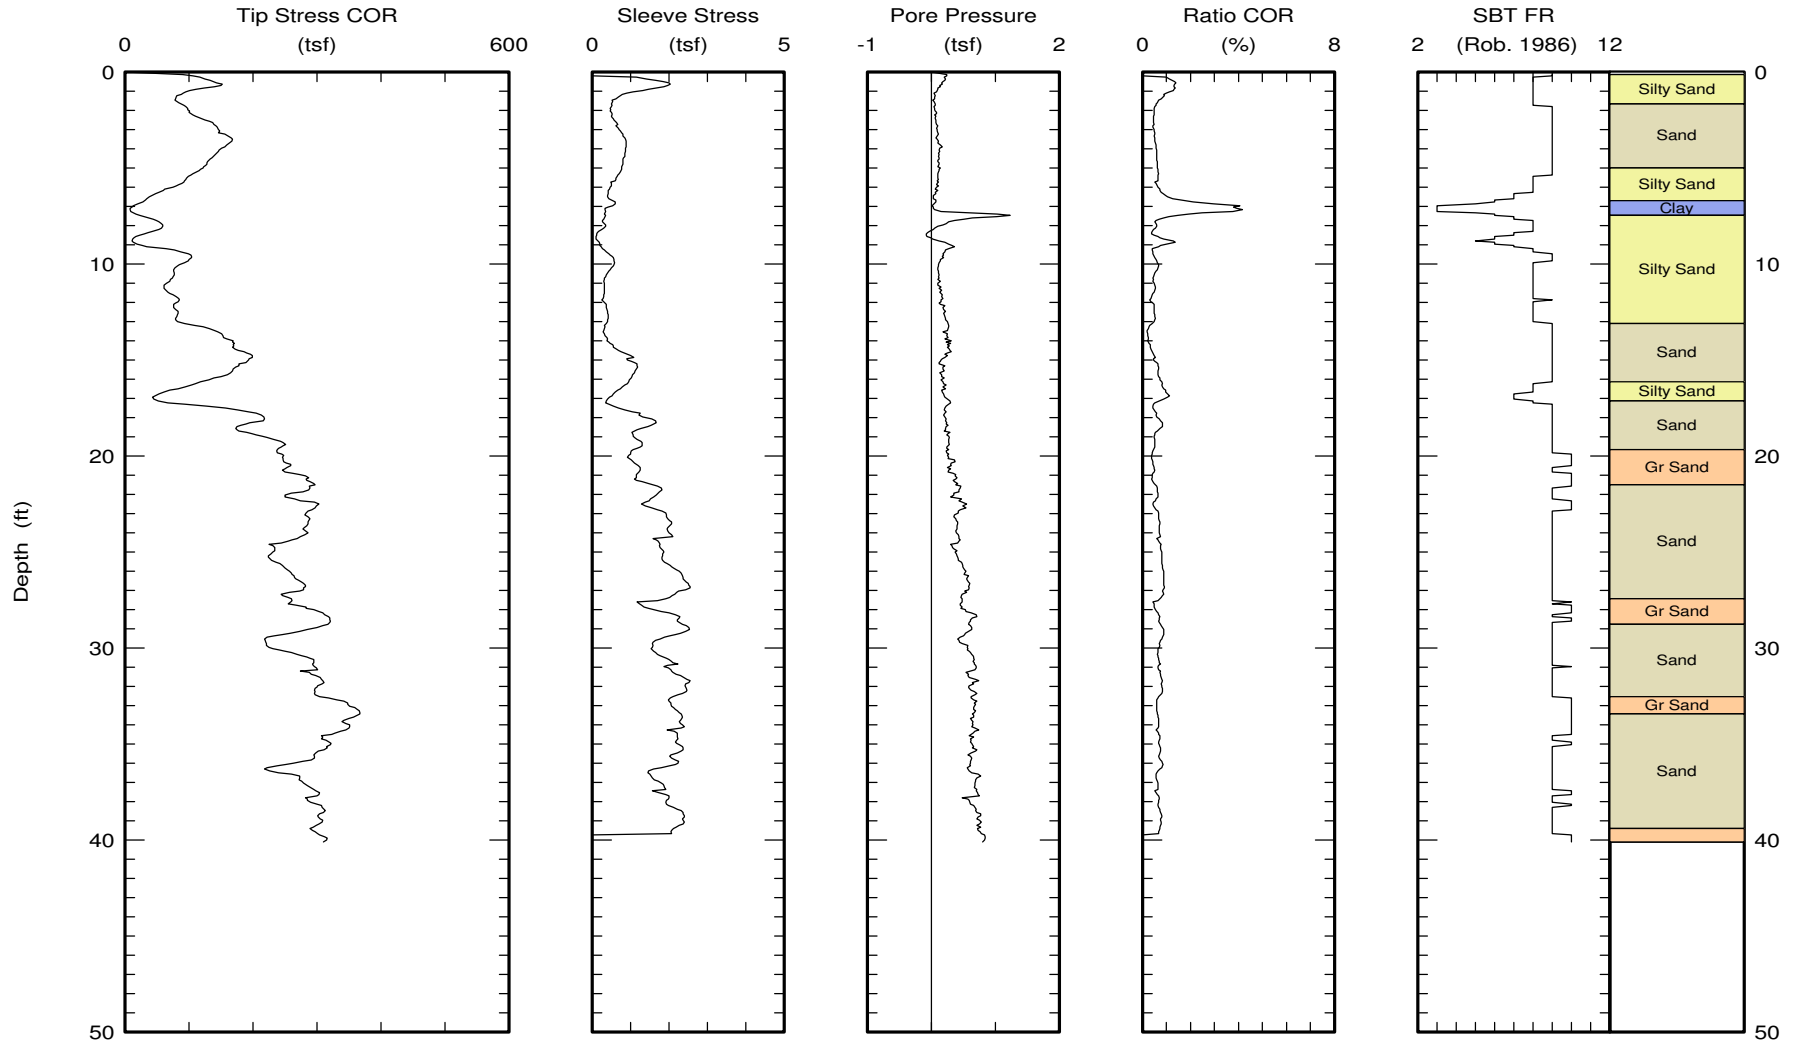 Tip Stress COR Sleeve Stress Pore Pressure Ratio COR SBT FR
0 (tsf) 600 0 (tsf) 5 -1 (tsf) 2 0 (%) 8 2 (Rob. 1986) 12
0 0
Silty Sand
Sand
Silty Sand
Clay
10 Silty Sand 10
Sand
Silty Sand
Sand
20 20
Gr Sand
Sand
Depth (ft)
Gr Sand
30 Sand 30
Gr Sand
Sand
40 40
50 50